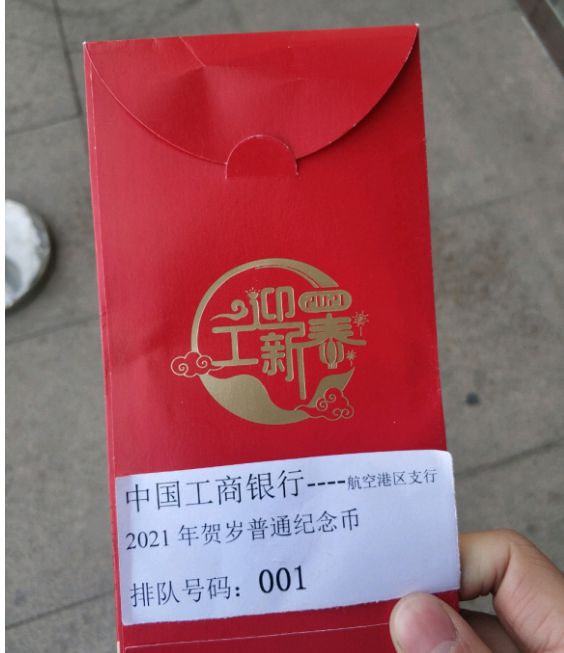 2021
工迎新春
中国工商银行----航空港区支行
2021年贺岁普通纪念币
排队号码：001